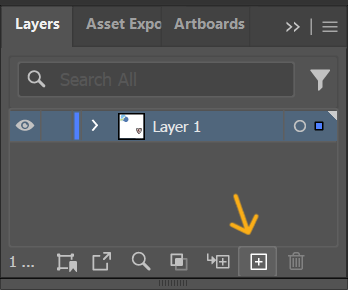 Layers Asset Expo Artboards
Search All
Layer 1
1 ...